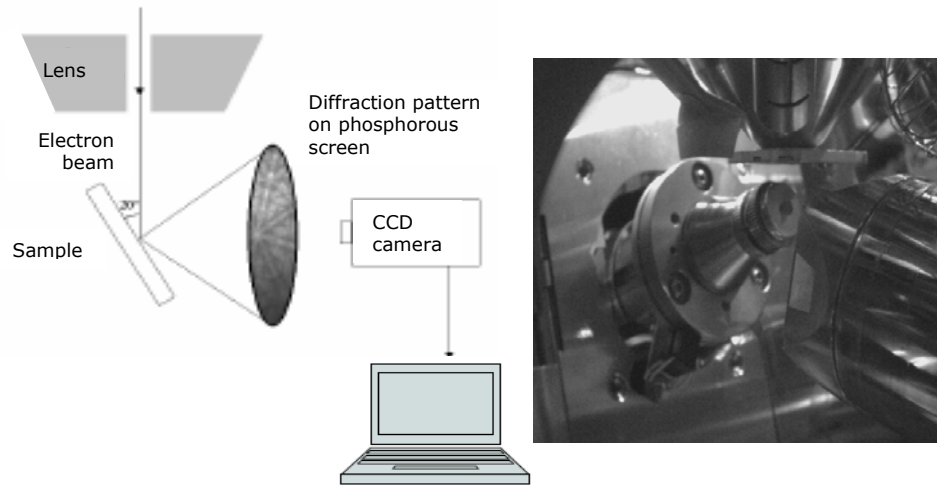 Lens
Electron
beam
20°
Sample
Diffraction pattern
on phosphorous
screen
CCD
camera